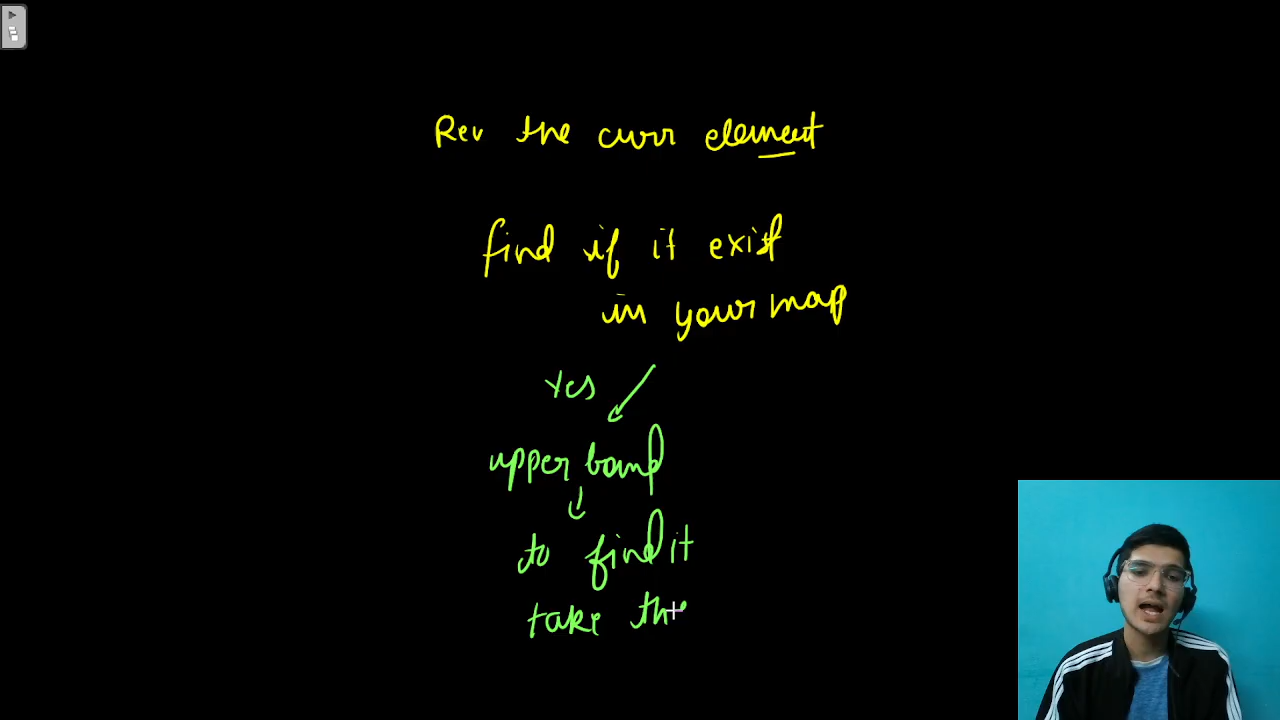 Rev the curr element
find if it exist
in your map
Yes
upper bound
to find it
take the